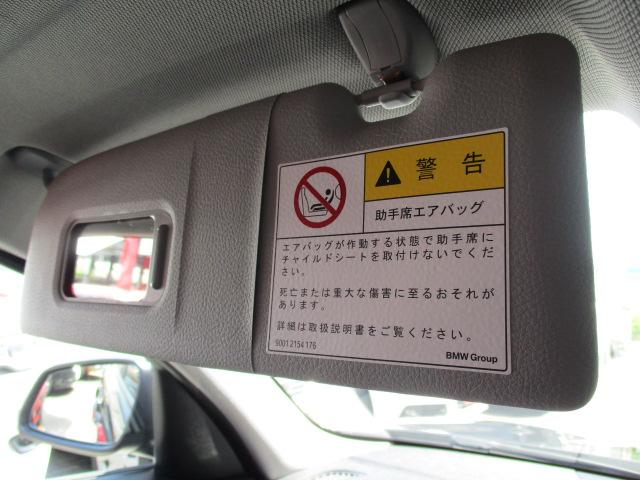 警告
助手席エアバッグ
エアバッグが作動する状態で助手席に
チャイルドシートを取付けないでくだ
さい。
死亡または重大な傷害に至るおそれが
あります。
詳細は取扱説明書をご覧ください。
9001 2154 176
BMW Group